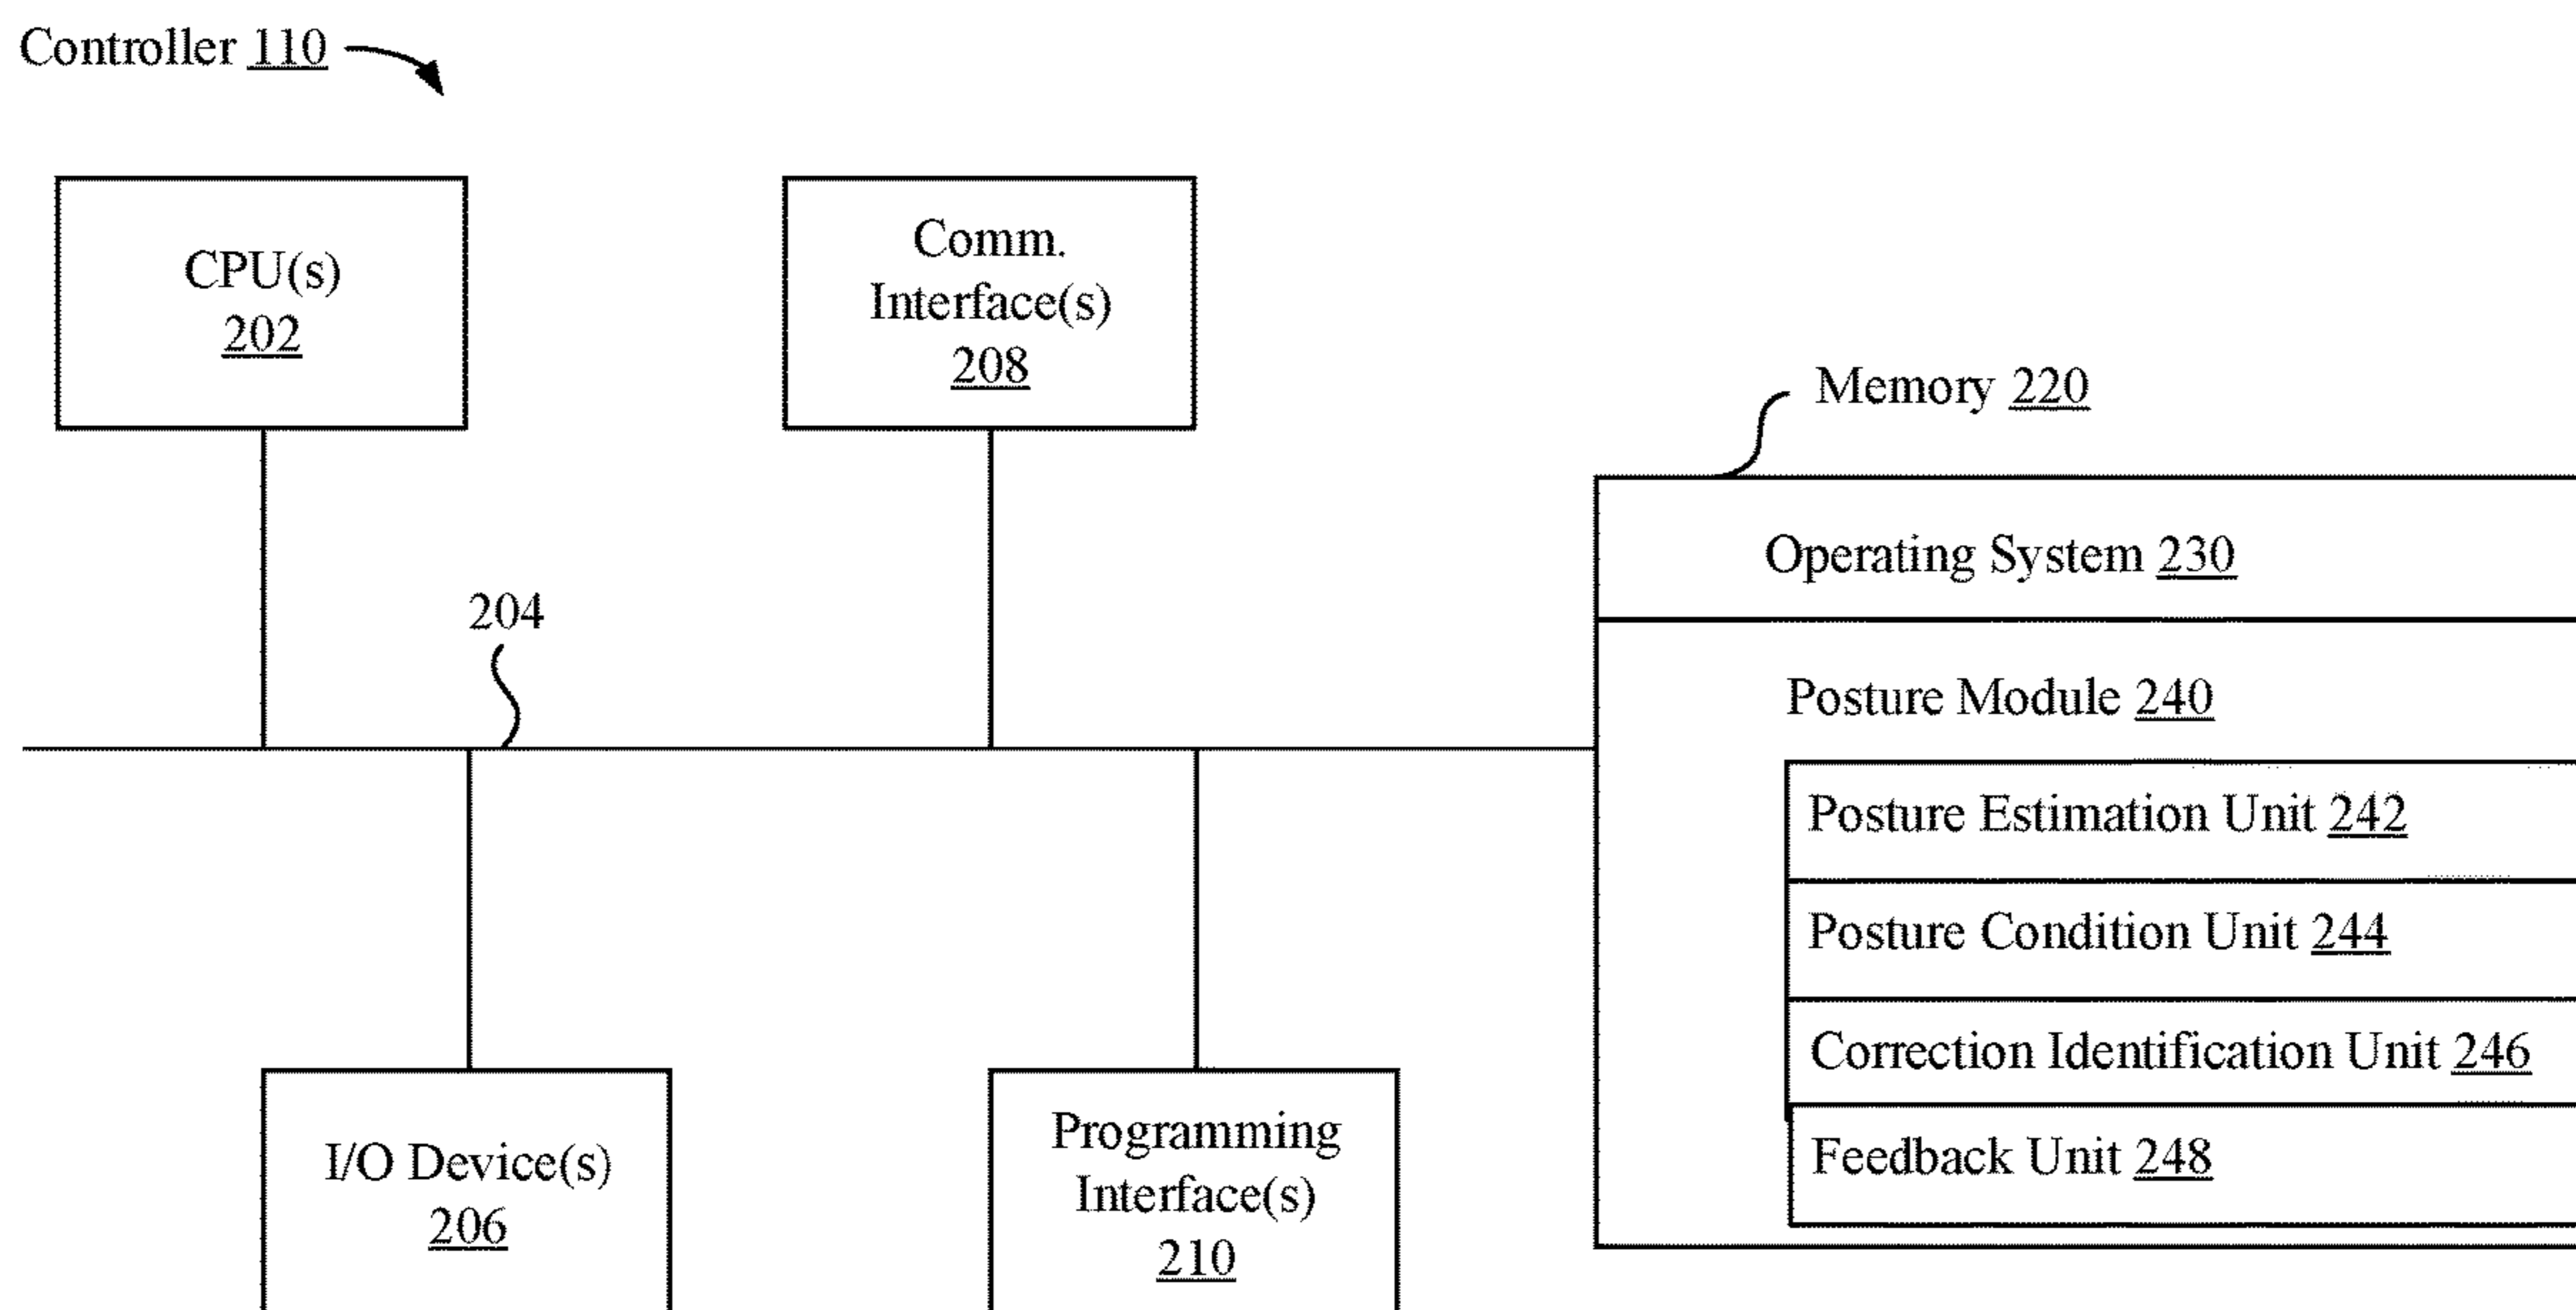 Controller 110
CPU(s)
202
Comm.
Interface(s)
208
Memory 220
Operating System 230
204
Posture Module 240
Posture Estimation Unit 242
Posture Condition Unit 244
Correction Identification Unit 246
Feedback Unit 248
I/O Device(s)
206
Programming
Interface(s)
210